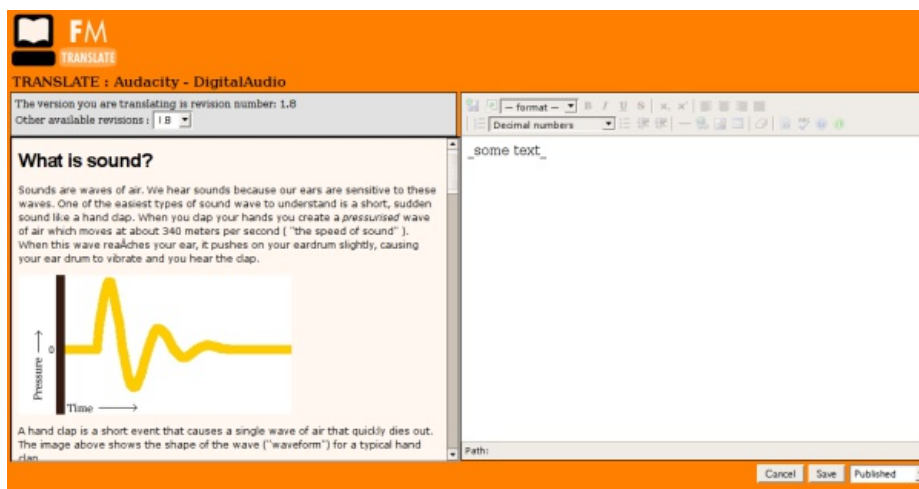 FM
TRANSLATE
TRANSLATE : Audacity - DigitalAudio
The version you are translating is revision number: 1.8
Other available revisions : 1.8
— format —
B I U S x, x'
Decimal numbers
What is sound?
Sounds are waves of air. We hear sounds because our ears are sensitive to these
waves. One of the easiest types of sound wave to understand is a short, sudden
sound like a hand clap. When you clap your hands you create a pressurised wave
of air which moves at about 340 meters per second ( "the speed of sound" ).
When this wave reaÂches your ear, it pushes on your eardrum slightly, causing
your ear drum to vibrate and you hear the clap.
Pressure
0
Time
A hand clap is a short event that causes a single wave of air that quickly dies out.
The image above shows the shape of the wave ("waveform") for a typical hand
clap
_some text_
Path:
Cancel Save Published